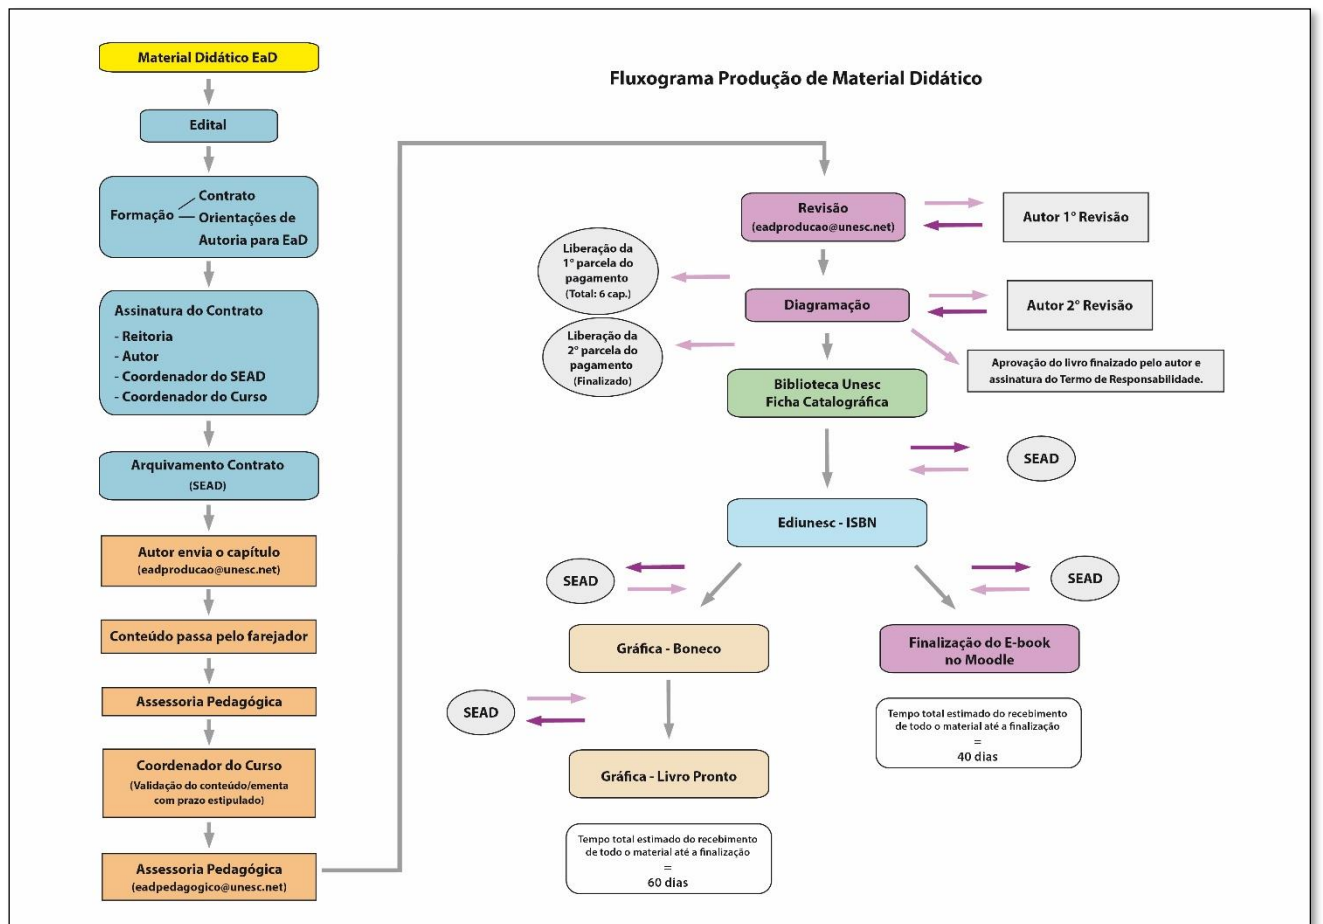 Material Didático EaD
Fluxograma Produção de Material Didático
Edital
Formação
Contrato
Orientações de
Autoria para EaD
Assinatura do Contrato
- Reitoria
- Autor
- Coordenador do SEAD
- Coordenador do Curso
Arquivamento Contrato
(SEAD)
Autor envia o capítulo
(eadproducao@unesc.net)
Conteúdo passa pelo farejador
Assessoria Pedagógica
Coordenador do Curso
(Validação do conteúdo/ementa
com prazo estipulado)
Assessoria Pedagógica
(eadpedagogico@unesc.net)
Revisão
(eadproducao@unesc.net)
Autor 1° Revisão
Liberação da
1° parcela do
pagamento
(Total: 6 cap.)
Diagramação
Autor 2° Revisão
Liberação da
2° parcela do
pagamento
(Finalizado)
Aprovação do livro finaizado pelo autor e
assinatura do Termo de Responsabilidade.
Biblioteca Unesc
Ficha Catalográfica
SEAD
Ediunesc - ISBN
SEAD
SEAD
Gráfica - Boneco
Finalização do E-book
no Moodle
SEAD
Tempo total estimado do recebimento
de todo o material até a finalização
=
40 dias
Gráfica - Livro Pronto
Tempo total estimado do recebimento
de todo o material até a finalização
=
60 dias